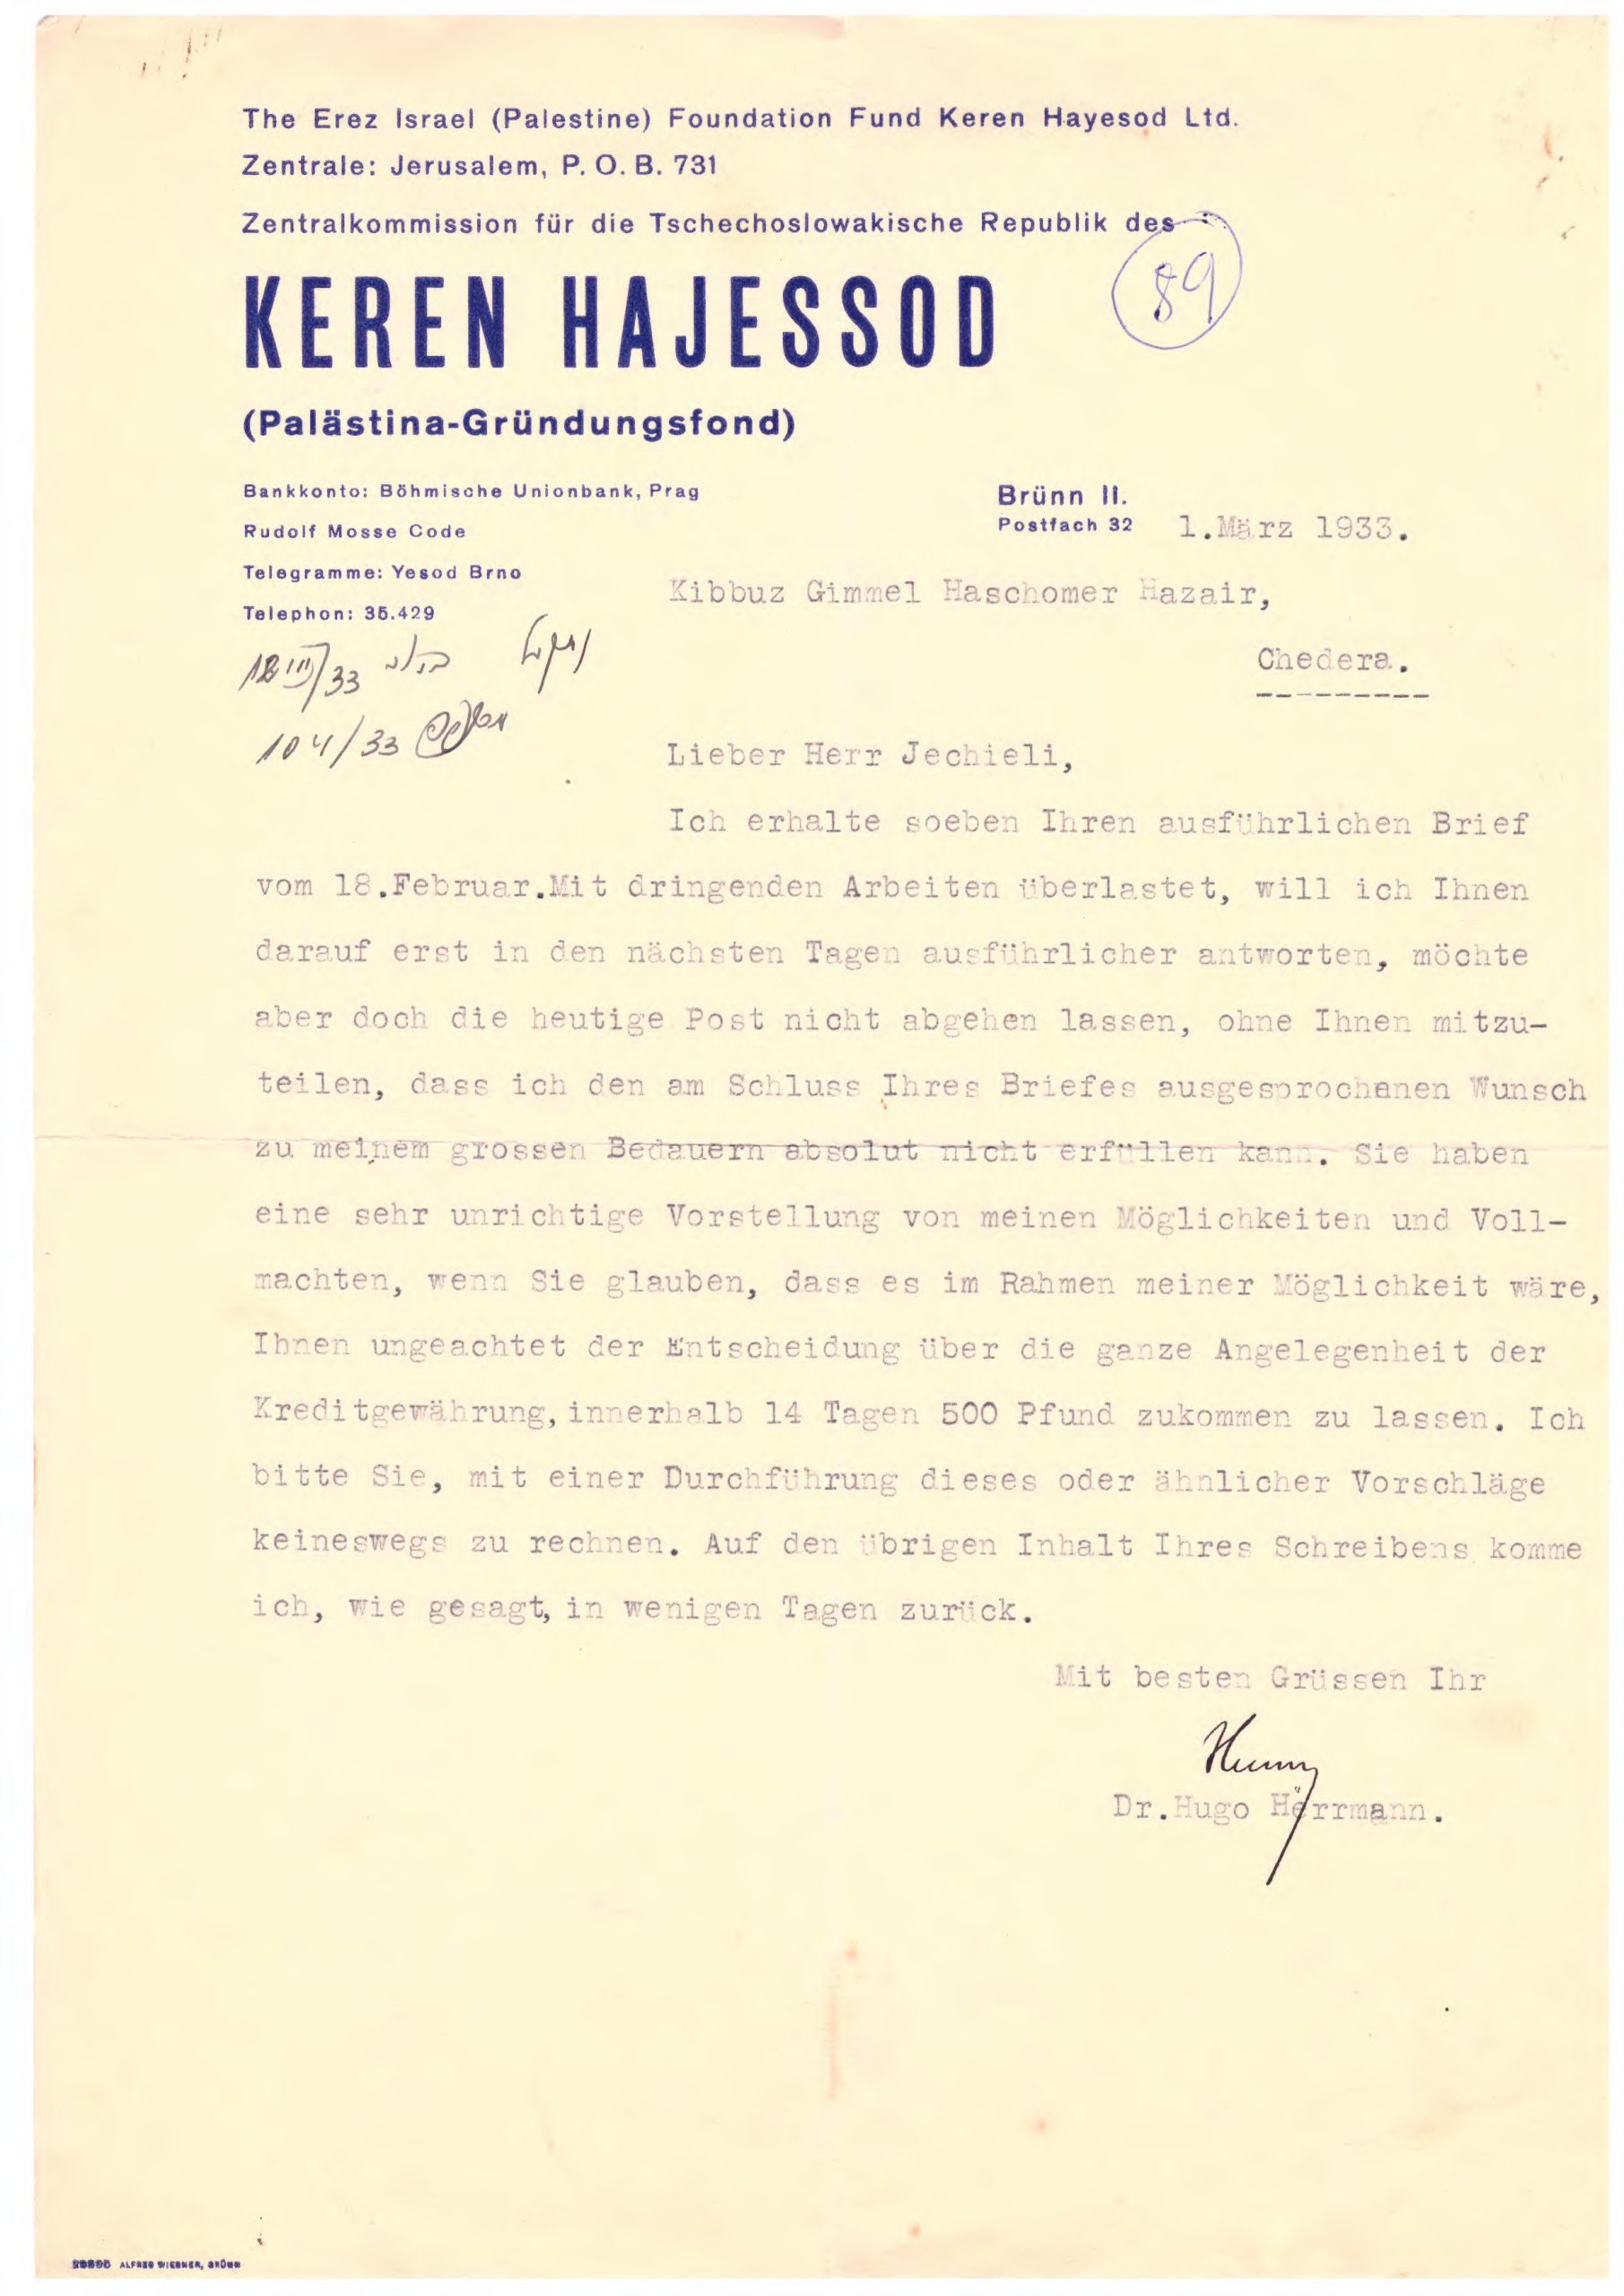 The Erez Israel (Palestine) Foundation Fund Keren Hayesod Ltd.
Zentrale: Jerusalem, P. O. B. 731
Zentralkommission für die Tschechoslowakische Republik des
KEREN HAJESSOD
89
(Palästina-Gründungsfond)
Bankkonto: Böhmische Unionbank, Prag
Rudolf Mosse Code
Telegramme: Yesod Brno
Telephon: 35.429
Brünn II.
Postfach 32 1.März 1933.
Kibbuz Gimmel Haschomer Hazair,
Chedera.
12 III/33
104/33
Lieber Herr Jechieli,
Ich erhalte soeben Ihren ausführlichen Brief
vom 18.Februar.Mit dringenden Arbeiten überlastet, will ich Ihnen
darauf erst in den nächsten Tagen ausführlicher antworten, möchte
aber doch die heutige Post nicht abgehen lassen, ohne Ihnen mitzu-
teilen, dass ich den am Schluss Ihres Briefes ausgesprochenen Wunsch
zu meinem grossen Bedauern absolut nicht erfüllen kann. Sie haben
eine sehr unrichtige Vorstellung von meinen Möglichkeiten und Voll-
machten, wenn Sie glauben, dass es im Rahmen meiner Möglichkeit wäre,
Ihnen ungeachtet der Entscheidung über die ganze Angelegenheit der
Kreditgewährung, innerhalb 14 Tagen 500 Pfund zukommen zu lassen. Ich
bitte Sie, mit einer Durchführung dieses oder ähnlicher Vorschläge
keineswegs zu rechnen. Auf den übrigen Inhalt Ihres Schreibens komme
ich, wie gesagt, in wenigen Tagen zurück.
Mit besten Grüssen Ihr
Dr.Hugo Herrmann.
ALFRED WIESNER, BRÜNN